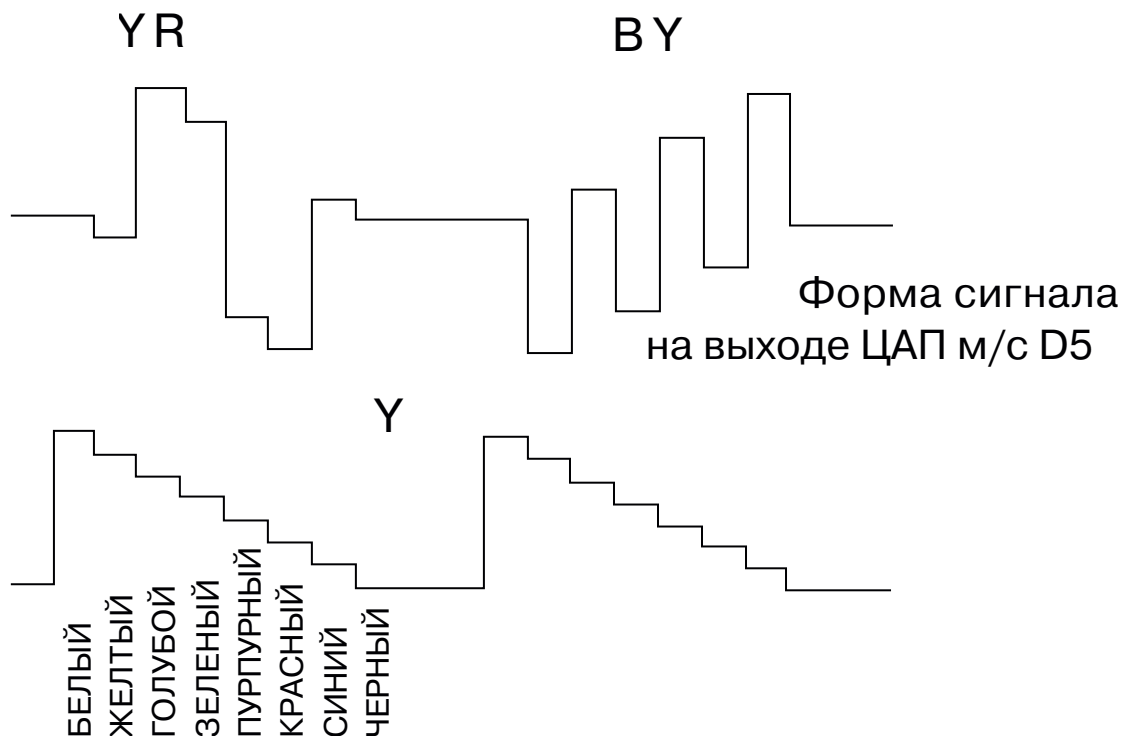 YR
BY
Форма сигнала
на выходе ЦАП м/с D5
Y
БЕЛЫЙ
ЖЕЛТЫЙ
ГОЛУБОЙ
ЗЕЛЕНЫЙ
ПУРПУРНЫЙ
КРАСНЫЙ
СИНИЙ
ЧЕРНЫЙ